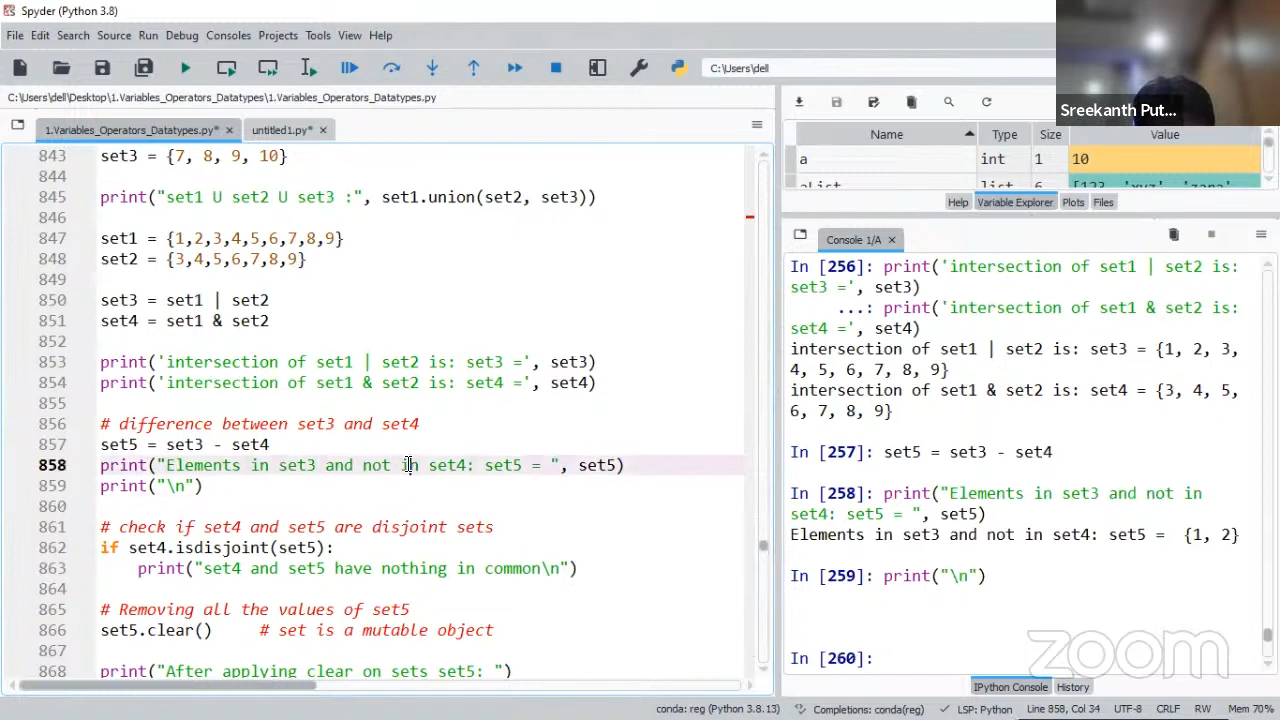 Spyder (Python 3.8)
File Edit Search Source Run Debug Consoles Projects Tools View Help
C:\Users\dell
C:\Users\dell\Desktop\1.Variables_Operators_Datatypes\1.Variables_Operators_Datatypes.py
1.Variables_Operators_Datatypes.py* untitled1.py*
843 set3 = {7, 8, 9, 10}
844
845 print("set1 U set2 U set3 :", set1.union(set2, set3))
846
847 set1 = {1,2,3,4,5,6,7,8,9}
848 set2 = {3,4,5,6,7,8,9}
849
850 set3 = set1 | set2
851 set4 = set1 & set2
852
853 print('intersection of set1 | set2 is: set3 =', set3)
854 print('intersection of set1 & set2 is: set4 =', set4)
855
856 # difference between set3 and set4
857 set5 = set3 - set4
858 print("Elements in set3 and not in set4: set5 = ", set5)
859 print("\n")
860
861 # check if set4 and set5 are disjoint sets
862 if set4.isdisjoint(set5):
863 print("set4 and set5 have nothing in common\n")
864
865 # Removing all the values of set5
866 set5.clear() # set is a mutable object
867
868 print("After applying clear on sets set5: ")
Sreekanth Put...
Name Type Size Value
a int 1 10
aList list 6 [123, 'xyz', 'zara'
Help Variable Explorer Plots Files
Console 1/A
In [256]: print('intersection of set1 | set2 is:
set3 =', set3)
...: print('intersection of set1 & set2 is:
set4 =', set4)
intersection of set1 | set2 is: set3 = {1, 2, 3,
4, 5, 6, 7, 8, 9}
intersection of set1 & set2 is: set4 = {3, 4, 5,
6, 7, 8, 9}
In [257]: set5 = set3 - set4
In [258]: print("Elements in set3 and not in
set4: set5 = ", set5)
Elements in set3 and not in set4: set5 = {1, 2}
In [259]: print("\n")
In [260]:
zoom
IPython Console History
conda: reg (Python 3.8.13) Completions: conda(reg) LSP: Python Line 858, Col 34 UTF-8 CRLF RW Mem 70%